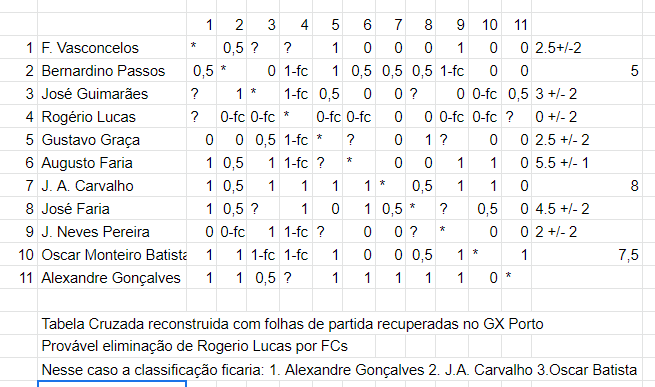 1 2 3 4 5 6 7 8 9 10 11
1 F. Vasconcelos * 0,5 ? ? 1 0 0 0 1 0 0 2.5+/-2
2 Bernardino Passos 0,5 * 0 1-fc 1 0,5 0,5 0,5 1-fc 0 0 5
3 José Guimarães ? 1 * 1-fc 0,5 0 0 ? 0 0-fc 0,5 3 +/- 2
4 Rogério Lucas ? 0-fc 0-fc * 0-fc 0-fc 0 0 0-fc 0-fc ? 0 +/- 2
5 Gustavo Graça 0 0 0,5 1-fc * ? 0 1 ? 0 0 2.5 +/- 2
6 Augusto Faria 1 0,5 1 1-fc ? * 0 0 1 1 0 5.5 +/- 1
7 J. A. Carvalho 1 0,5 1 1 1 1 * 0,5 1 1 0 8
8 José Faria 1 0,5 ? 1 0 1 0,5 * ? 0,5 0 4.5 +/- 2
9 J. Neves Pereira 0 0-fc 1 1-fc ? 0 0 ? * 0 0 2 +/- 2
10 Oscar Monteiro Batista 1 1 1-fc 1-fc 1 0 0 0,5 1 * 1 7,5
11 Alexandre Gonçalves 1 1 0,5 ? 1 1 1 1 1 0 *
Tabela Cruzada reconstruida com folhas de partida recuperadas no GX Porto
Provável eliminação de Rogerio Lucas por FCs
Nesse caso a classificação ficaria: 1. Alexandre Gonçalves 2. J.A. Carvalho 3.Oscar Batista